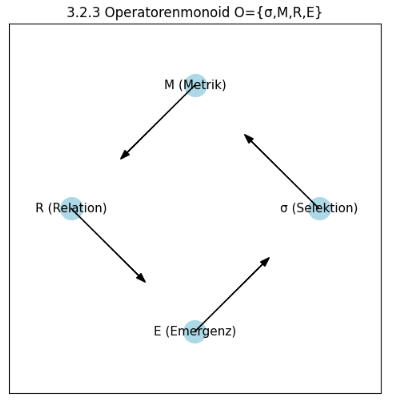 3.2.3 Operatorenmonoid O={σ,M,R,E}
M (Metrik)
R (Relation)
σ (Selektion)
E (Emergenz)